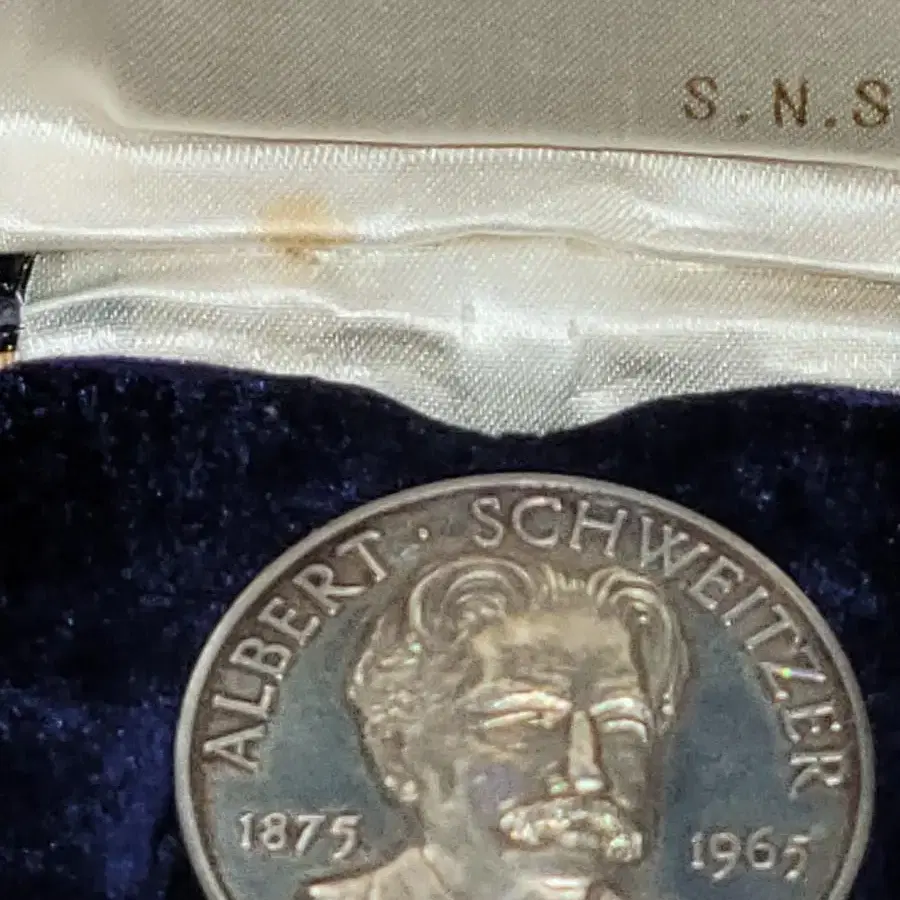 S.N.S
ALBERT · SCHWEITZER
1875 1965